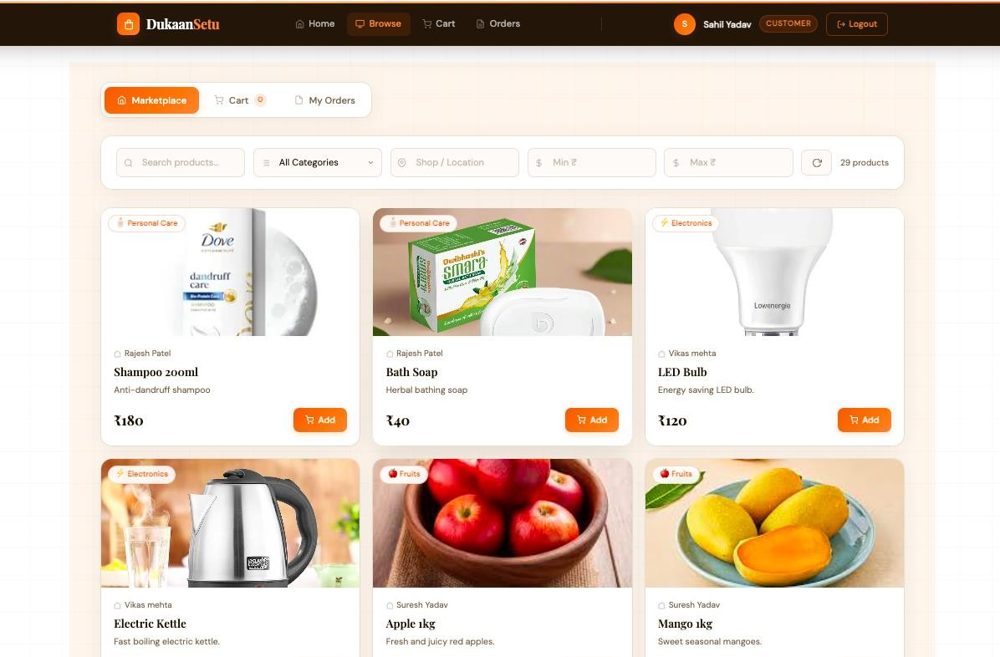 DukaanSetu
Home
Browse
Cart
Orders
S
Sahil Yadav
CUSTOMER
Logout
Marketplace
Cart 0
My Orders
Search products...
All Categories
Shop / Location
$ Min ₹
$ Max ₹
29 products
Personal Care
Dove
dandruff
care
SHAMPOO
Rajesh Patel
Shampoo 200ml
Anti-dandruff shampoo
₹180
Add
Personal Care
Qwibhashi's
smara
Rajesh Patel
Bath Soap
Herbal bathing soap
₹40
Add
Electronics
Lowenergie
Vikas mehta
LED Bulb
Energy saving LED bulb.
₹120
Add
Electronics
Vikas mehta
Electric Kettle
Fast boiling electric kettle.
Fruits
Suresh Yadav
Apple 1kg
Fresh and juicy red apples.
Fruits
Suresh Yadav
Mango 1kg
Sweet seasonal mangoes.